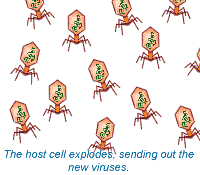 The host cell explodes, sending out the
new viruses.